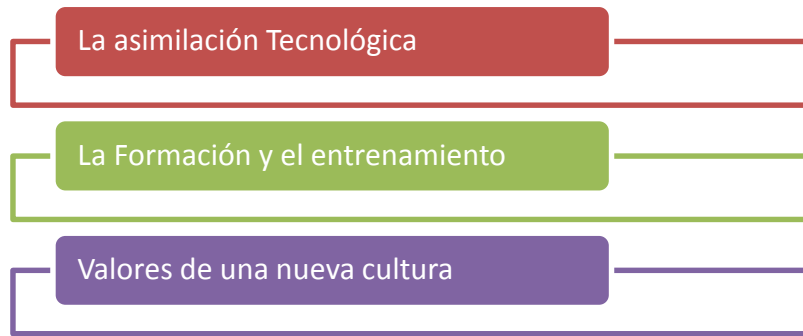 La asimilación Tecnológica
La Formación y el entrenamiento
Valores de una nueva cultura